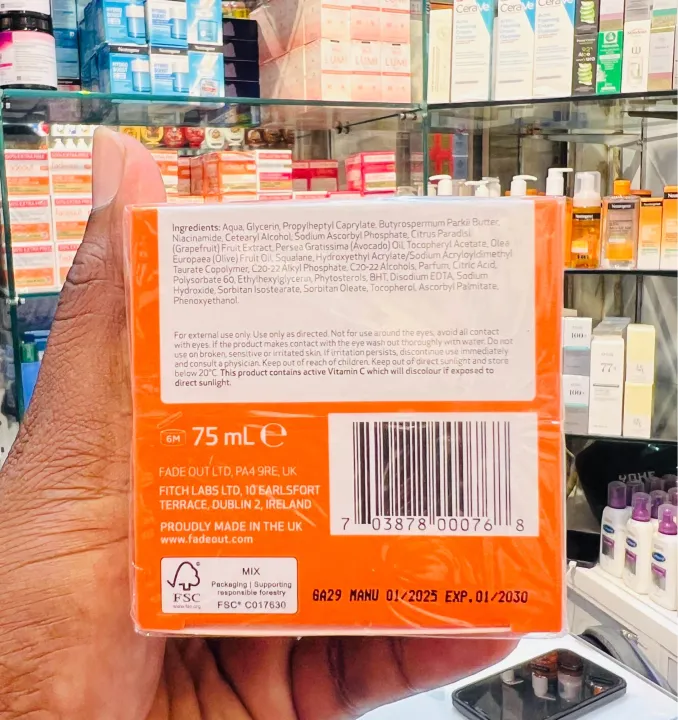 CeraVe
CeraVe
CeraVe
Neutrogena
LUMI
Ingredients: Aqua, Glycerin, Propylheptyl Caprylate, Butyrospermum Parkii Butter,
Niacinamide, Cetearyl Alcohol, Sodium Ascorbyl Phosphate, Citrus Paradisi
(Grapefruit) Fruit Extract, Persea Gratissima (Avocado) Oil, Tocopheryl Acetate, Olea
Europaea (Olive) Fruit Oil, Squalane, Hydroxyethyl Acrylate/Sodium Acryloyldimethyl
Taurate Copolymer, C20-22 Alkyl Phosphate, C20-22 Alcohols, Parfum, Citric Acid,
Polysorbate 60, Ethylhexylglycerin, Phytosterols, BHT, Disodium EDTA, Sodium
Hydroxide, Sorbitan Isostearate, Sorbitan Oleate, Tocopherol, Ascorbyl Palmitate,
Phenoxyethanol.
For external use only. Use only as directed. Not for use around the eyes, avoid all contact
with eyes. if the product makes contact with the eye wash out thoroughly with water. Do not
use on broken, sensitive or irritated skin. If irritation persists, discontinue use immediately
and consult a physician. Keep out of reach of children. Keep out of direct sunlight and store
below 20°C. This product contains active Vitamin C which will discolour if exposed to
direct sunlight.
6M 75 mL ℮
FADE OUT LTD, PA4 9RE, UK
FITCH LABS LTD, 10 EARLSFORT
TERRACE, DUBLIN 2, IRELAND
PROUDLY MADE IN THE UK
www.fadeout.com
7 03878 00076 8
FSC
www.fsc.org
MIX
Packaging | Supporting
responsible forestry
FSC® C017630
GA29 MANU 01/2025 EXP.01/2030